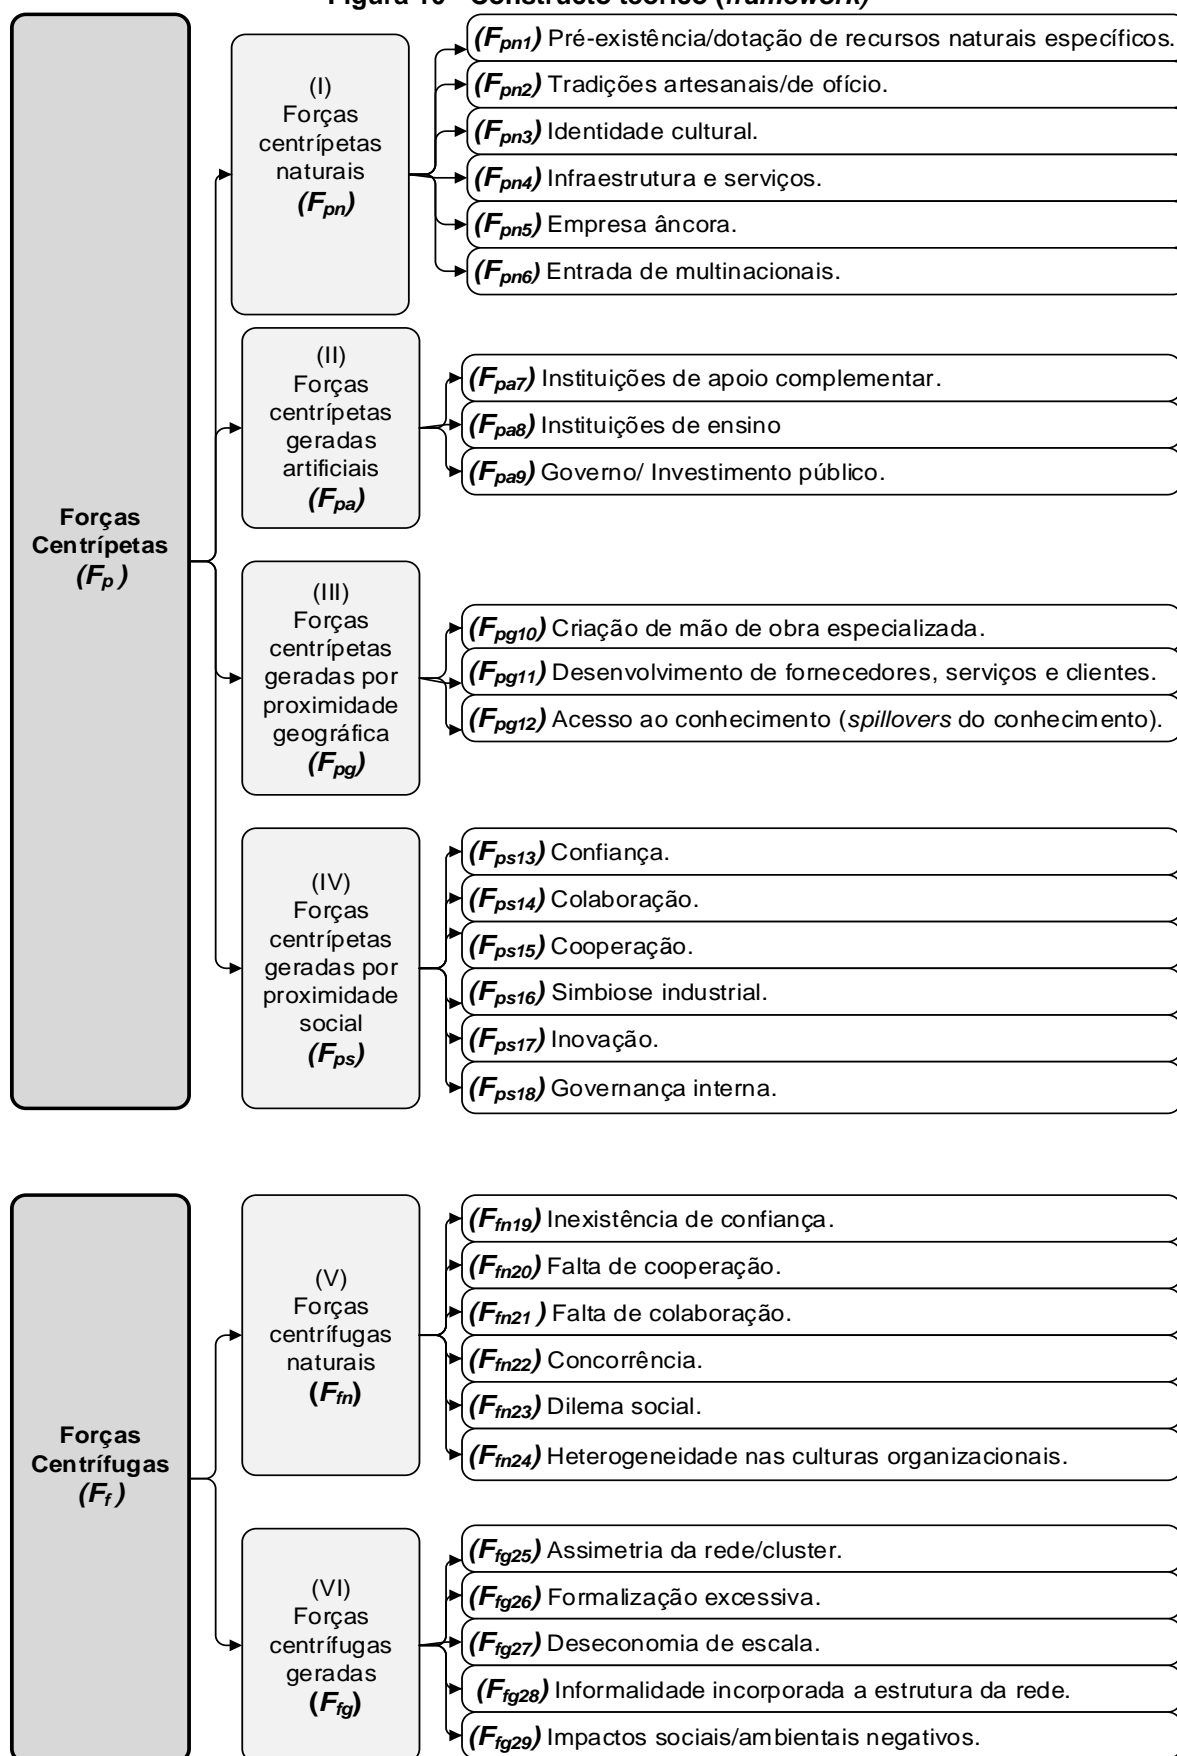 Figura 10 - Constructo teórico (framework)
Forças
Centrípetas
(Fp )
(I)
Forças
centrípetas
naturais
(Fpn)
(Fpn1) Pré-existência/dotação de recursos naturais específicos.
(Fpn2) Tradições artesanais/de ofício.
(Fpn3) Identidade cultural.
(Fpn4) Infraestrutura e serviços.
(Fpn5) Empresa âncora.
(Fpn6) Entrada de multinacionais.
(II)
Forças
centrípetas
geradas
artificiais
(Fpa)
(Fpa7) Instituições de apoio complementar.
(Fpa8) Instituições de ensino
(Fpa9) Governo/ Investimento público.
(III)
Forças
centrípetas
geradas por
proximidade
geográfica
(Fpg)
(Fpg10) Criação de mão de obra especializada.
(Fpg11) Desenvolvimento de fornecedores, serviços e clientes.
(Fpg12) Acesso ao conhecimento (spillovers do conhecimento).
(IV)
Forças
centrípetas
geradas por
proximidade
social
(Fps)
(Fps13) Confiança.
(Fps14) Colaboração.
(Fps15) Cooperação.
(Fps16) Simbiose industrial.
(Fps17) Inovação.
(Fps18) Governança interna.
Forças
Centrífugas
(Ff )
(V)
Forças
centrífugas
naturais
(Ffn)
(Ffn19) Inexistência de confiança.
(Ffn20) Falta de cooperação.
(Ffn21 ) Falta de colaboração.
(Ffn22) Concorrência.
(Ffn23) Dilema social.
(Ffn24) Heterogeneidade nas culturas organizacionais.
(VI)
Forças
centrífugas
geradas
(Ffg)
(Ffg25) Assimetria da rede/cluster.
(Ffg26) Formalização excessiva.
(Ffg27) Deseconomia de escala.
(Ffg28) Informalidade incorporada a estrutura da rede.
(Ffg29) Impactos sociais/ambientais negativos.